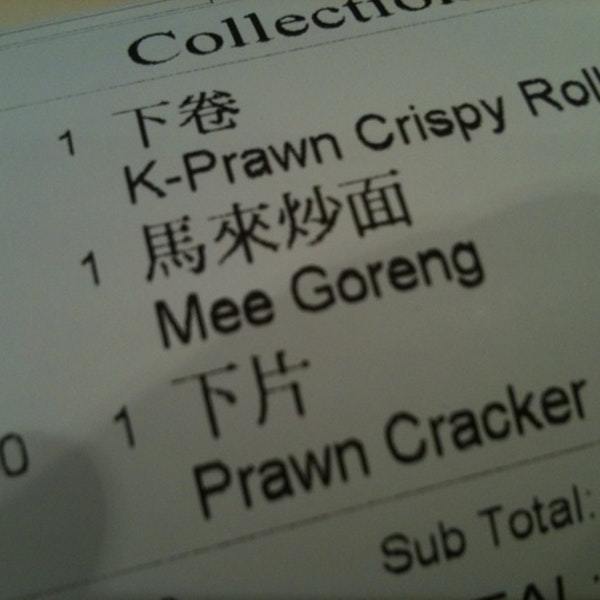 Collection
1 下卷
K-Prawn Crispy Roll
1 馬來炒面
Mee Goreng
0 1 下片
Prawn Cracker
Sub Total: